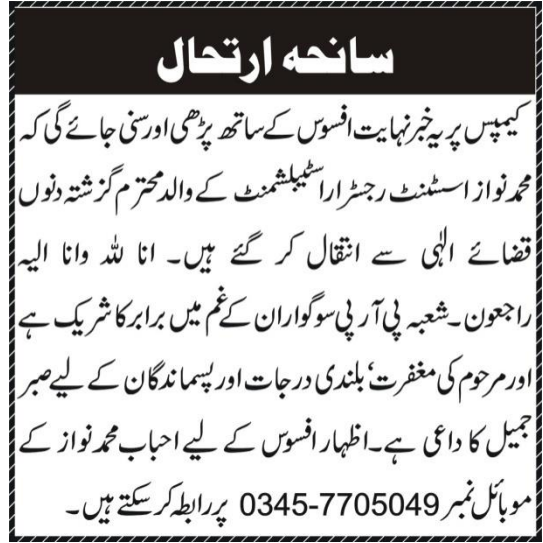 سانحہ ارتحال
کیمپس پر یہ خبر نہایت افسوس کے ساتھ پڑھی اور سنی جائے گی کہ
محمد نواز اسسٹنٹ رجسٹرار اسٹیبلشمنٹ کے والد محترم گزشتہ دنوں
قضائے الٰہی سے انتقال کر گئے ہیں۔ انا للہ وانا الیہ
راجعون۔ شعبہ پی آر پی سوگواران کے غم میں برابر کا شریک ہے
اور مرحوم کی مغفرت‘ بلندی درجات اور پسماندگان کے لیے صبر
جمیل کا داعی ہے۔ اظہار افسوس کے لیے احباب محمد نواز کے
موبائل نمبر 0345-7705049 پر رابطہ کر سکتے ہیں۔